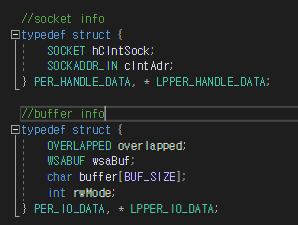 //socket info
typedef struct {
SOCKET hClntSock;
SOCKADDR_IN clntAdr;
} PER_HANDLE_DATA, * LPPER_HANDLE_DATA;
//buffer info
typedef struct {
OVERLAPPED overlapped;
WSABUF wsaBuf;
char buffer[BUF_SIZE];
int rwMode;
} PER_IO_DATA, * LPPER_IO_DATA;